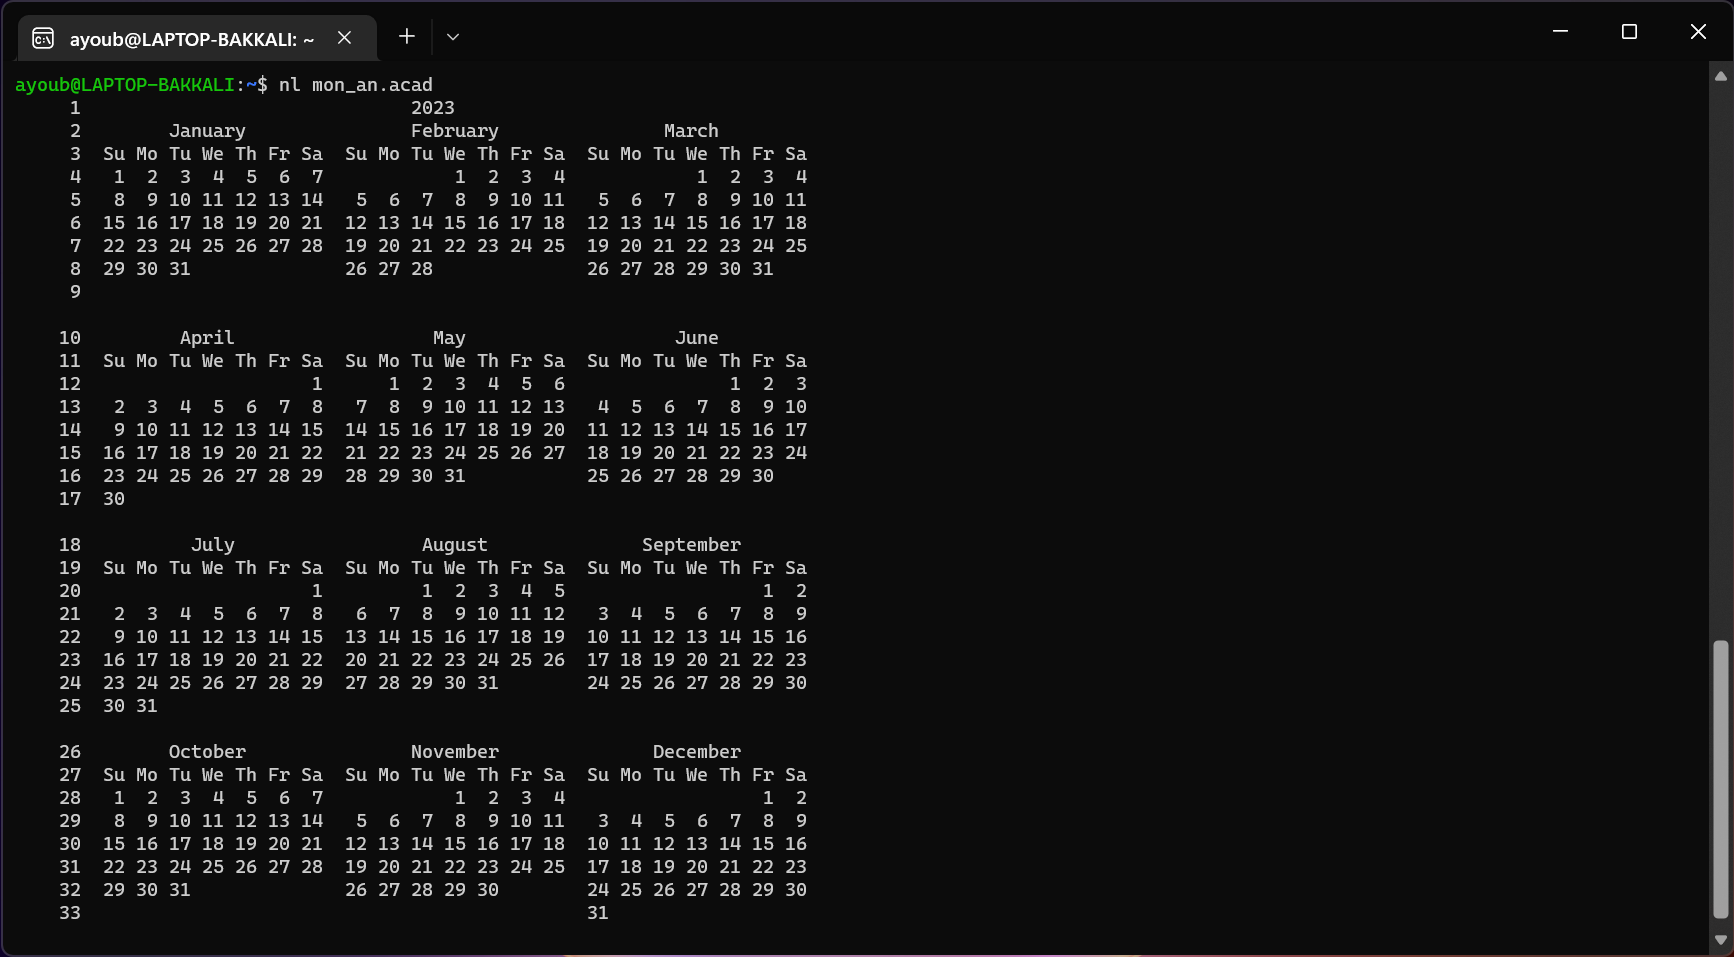 ayoub@LAPTOP-BAKKALI: ~
ayoub@LAPTOP-BAKKALI:~$ nl mon_an.acad
     1                              2023
     2        January               February               March
     3  Su Mo Tu We Th Fr Sa  Su Mo Tu We Th Fr Sa  Su Mo Tu We Th Fr Sa
     4   1  2  3  4  5  6  7            1  2  3  4            1  2  3  4
     5   8  9 10 11 12 13 14   5  6  7  8  9 10 11   5  6  7  8  9 10 11
     6  15 16 17 18 19 20 21  12 13 14 15 16 17 18  12 13 14 15 16 17 18
     7  22 23 24 25 26 27 28  19 20 21 22 23 24 25  19 20 21 22 23 24 25
     8  29 30 31              26 27 28              26 27 28 29 30 31
     9
    10         April                  May                   June
    11  Su Mo Tu We Th Fr Sa  Su Mo Tu We Th Fr Sa  Su Mo Tu We Th Fr Sa
    12                     1      1  2  3  4  5  6               1  2  3
    13   2  3  4  5  6  7  8   7  8  9 10 11 12 13   4  5  6  7  8  9 10
    14   9 10 11 12 13 14 15  14 15 16 17 18 19 20  11 12 13 14 15 16 17
    15  16 17 18 19 20 21 22  21 22 23 24 25 26 27  18 19 20 21 22 23 24
    16  23 24 25 26 27 28 29  28 29 30 31           25 26 27 28 29 30
    17  30
    18          July                 August              September
    19  Su Mo Tu We Th Fr Sa  Su Mo Tu We Th Fr Sa  Su Mo Tu We Th Fr Sa
    20                     1         1  2  3  4  5                  1  2
    21   2  3  4  5  6  7  8   6  7  8  9 10 11 12   3  4  5  6  7  8  9
    22   9 10 11 12 13 14 15  13 14 15 16 17 18 19  10 11 12 13 14 15 16
    23  16 17 18 19 20 21 22  20 21 22 23 24 25 26  17 18 19 20 21 22 23
    24  23 24 25 26 27 28 29  27 28 29 30 31        24 25 26 27 28 29 30
    25  30 31
    26        October               November              December
    27  Su Mo Tu We Th Fr Sa  Su Mo Tu We Th Fr Sa  Su Mo Tu We Th Fr Sa
    28   1  2  3  4  5  6  7            1  2  3  4                  1  2
    29   8  9 10 11 12 13 14   5  6  7  8  9 10 11   3  4  5  6  7  8  9
    30  15 16 17 18 19 20 21  12 13 14 15 16 17 18  10 11 12 13 14 15 16
    31  22 23 24 25 26 27 28  19 20 21 22 23 24 25  17 18 19 20 21 22 23
    32  29 30 31              26 27 28 29 30        24 25 26 27 28 29 30
    33                                              31